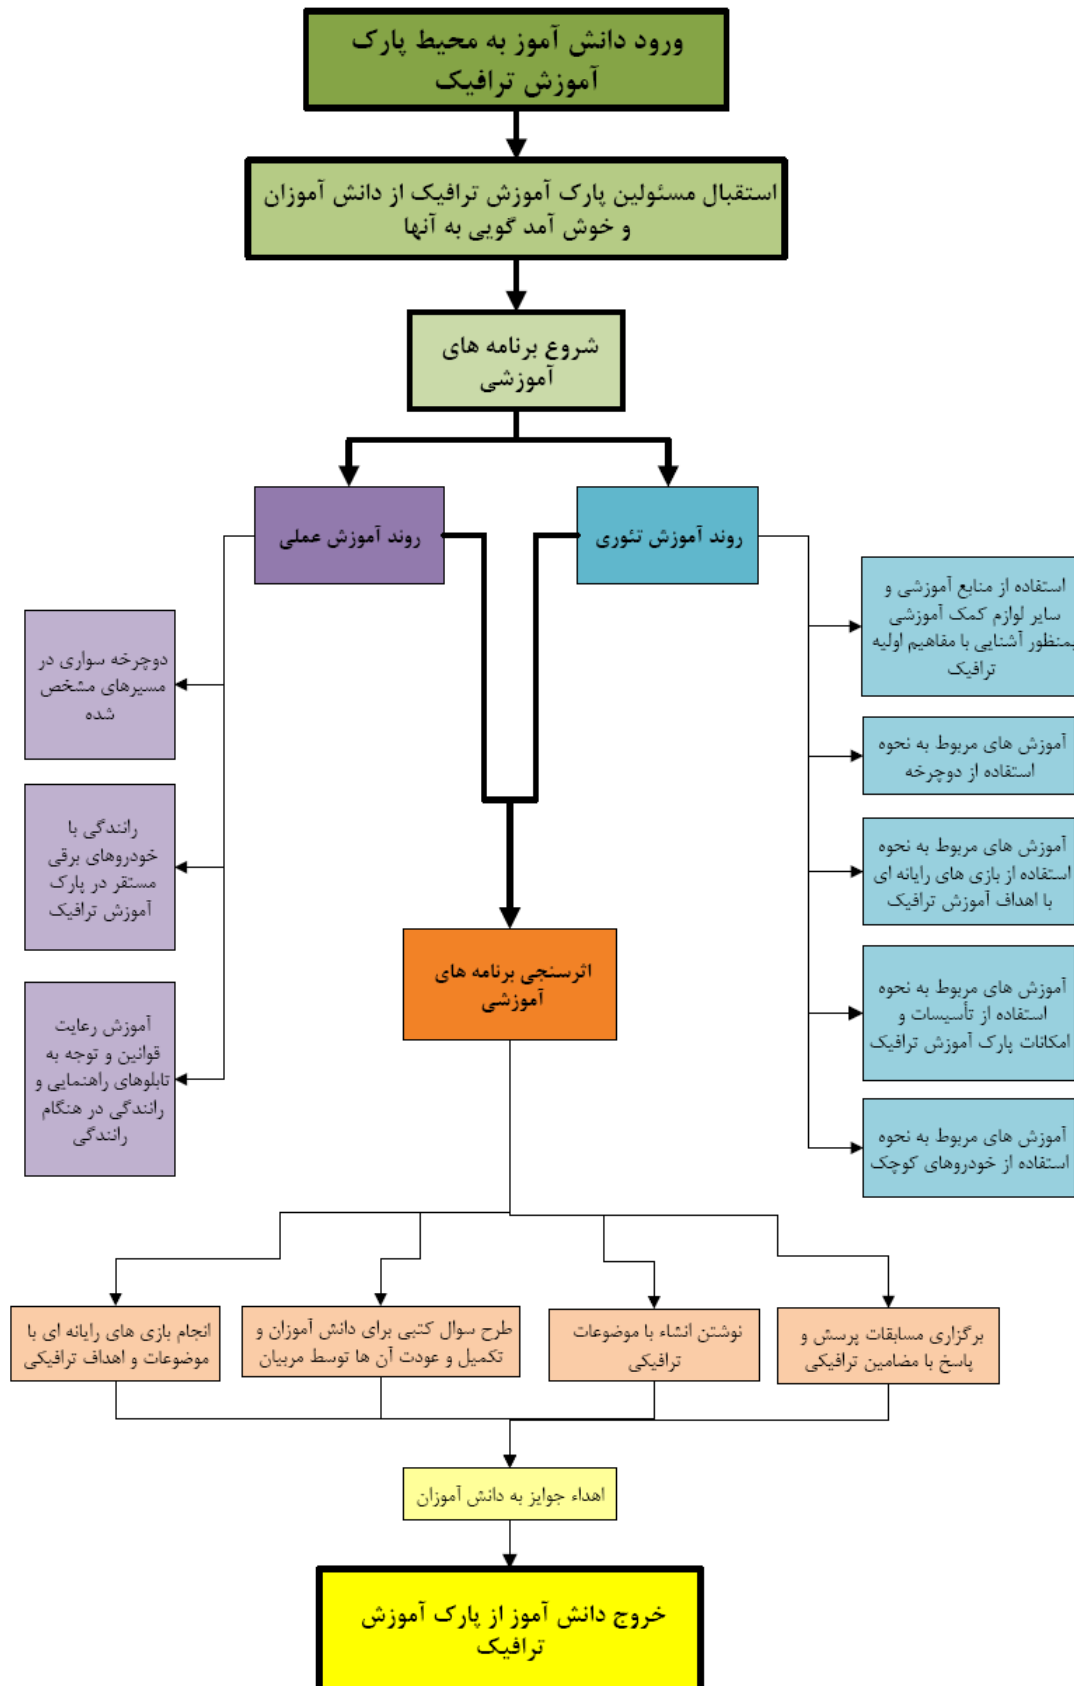 ورود دانش آموز به محیط پارک
آموزش ترافیک
استقبال مسئولین پارک آموزش ترافیک از دانش آموزان
و خوش آمد گویی به آنها
شروع برنامه های
آموزشی
روند آموزش تئوری
روند آموزش عملی
استفاده از منابع آموزشی و
سایر لوازم کمک آموزشی
بمنظور آشنایی با مفاهیم اولیه
ترافیک
آموزش های مربوط به نحوه
استفاده از دوچرخه
آموزش های مربوط به نحوه
استفاده از بازی های رایانه ای
با اهداف آموزش ترافیک
آموزش های مربوط به نحوه
استفاده از تأسیسات و
امکانات پارک آموزش ترافیک
آموزش های مربوط به نحوه
استفاده از خودروهای کوچک
دوچرخه سواری در
مسیرهای مشخص
شده
رانندگی با
خودروهای برقی
مستقر در پارک
آموزش ترافیک
آموزش رعایت
قوانین و توجه به
تابلوهای راهنمایی و
رانندگی در هنگام
رانندگی
اثرسنجی برنامه های
آموزشی
برگزاری مسابقات پرسش و
پاسخ با مضامین ترافیکی
نوشتن انشاء با موضوعات
ترافیکی
طرح سوال کتبی برای دانش آموزان و
تکمیل و عودت آن ها توسط مربیان
انجام بازی های رایانه ای با
موضوعات و اهداف ترافیکی
اهداء جوایز به دانش آموزان
خروج دانش آموز از پارک آموزش
ترافیک